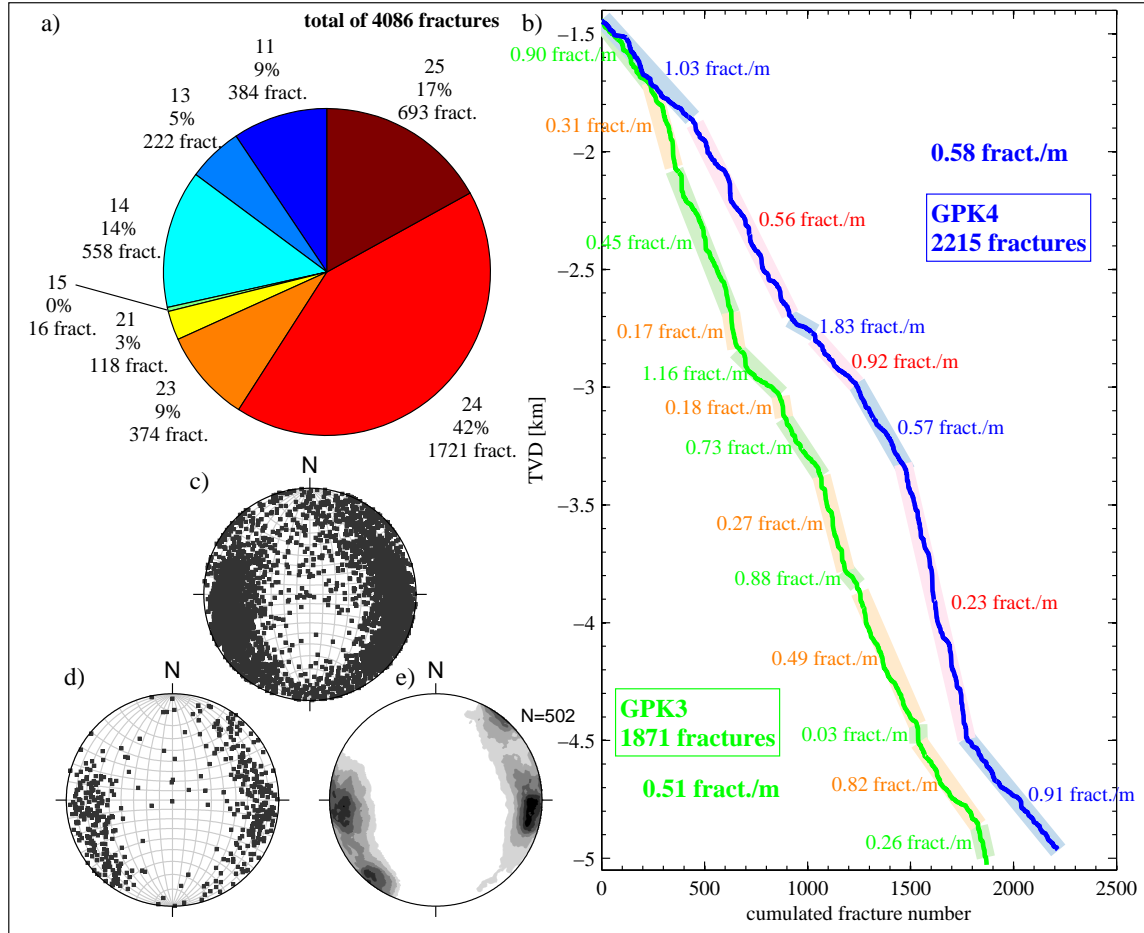 a)
total of 4086 fractures
11
9%
384 fract.
25
17%
693 fract.
13
5%
222 fract.
14
14%
558 fract.
15
0%
16 fract.
21
3%
118 fract.
23
9%
374 fract.
24
42%
1721 fract.
b)
−1.5
−2
−2.5
−3
−3.5
−4
−4.5
−5
TVD [km]
0
500
1000
1500
2000
2500
cumulated fracture number
0.90 fract./m
1.03 fract./m
0.31 fract./m
0.58 fract./m
GPK4
2215 fractures
0.56 fract./m
0.45 fract./m
0.17 fract./m
1.83 fract./m
1.16 fract./m
0.92 fract./m
0.18 fract./m
0.57 fract./m
0.73 fract./m
0.27 fract./m
0.88 fract./m
0.23 fract./m
0.49 fract./m
GPK3
1871 fractures
0.03 fract./m
0.51 fract./m
0.82 fract./m
0.91 fract./m
0.26 fract./m
c)
N
d)
N
e)
N
N=502